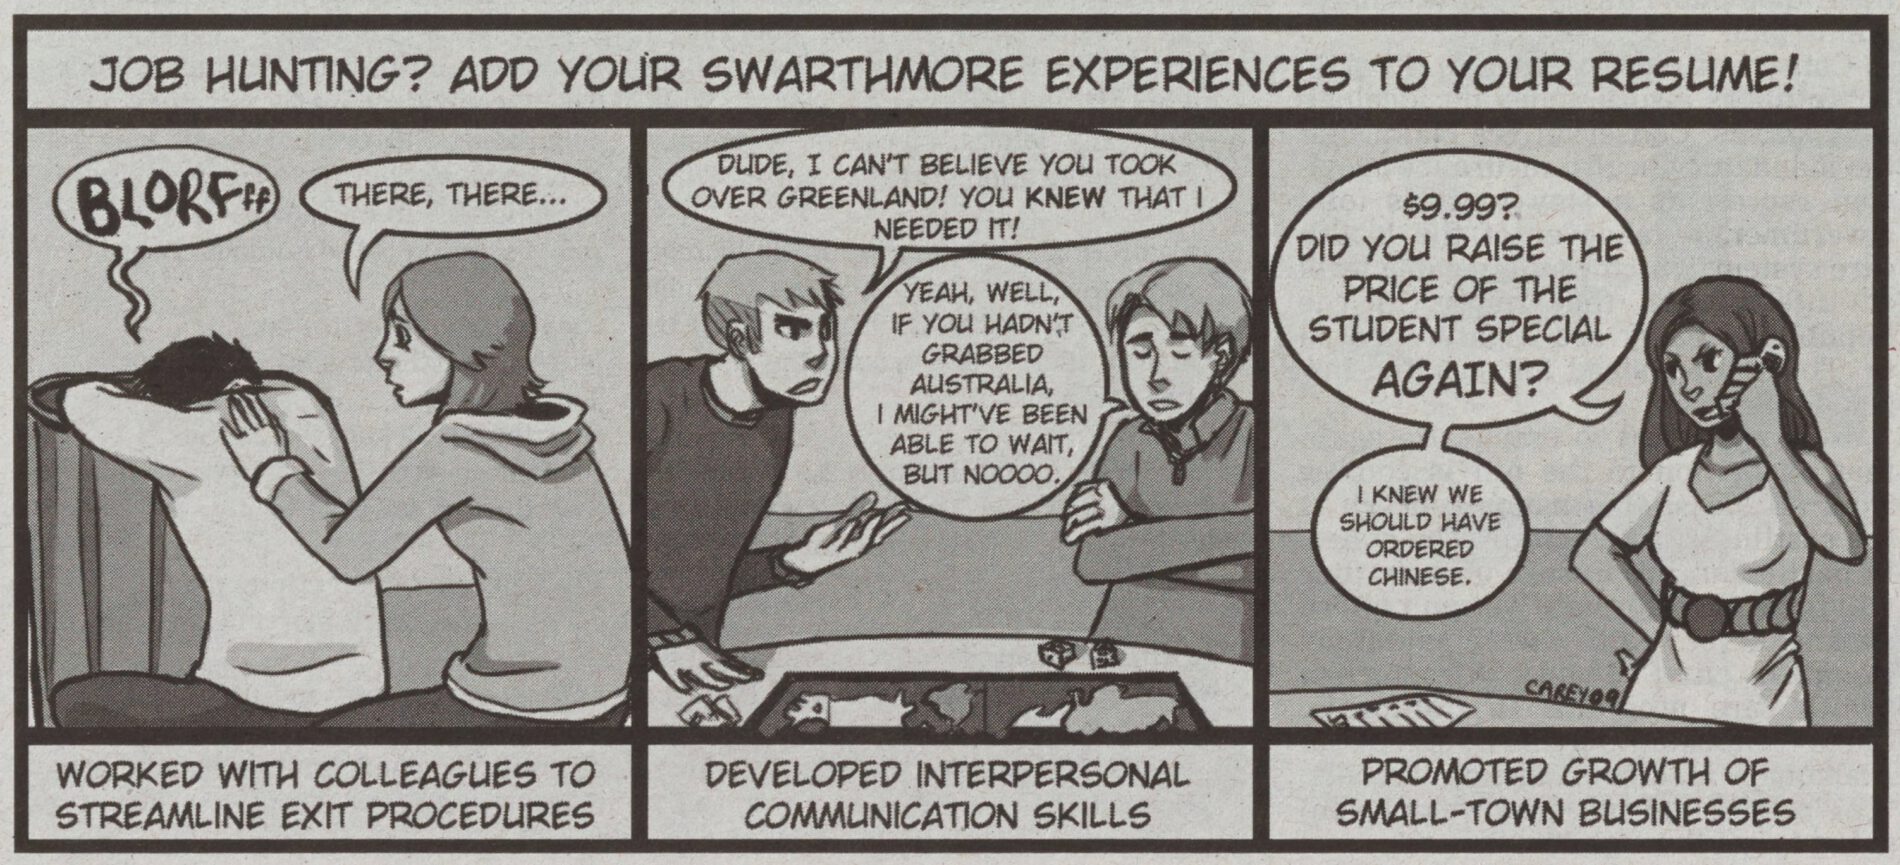 JOB HUNTING? ADD YOUR SWARTHMORE EXPERIENCES TO YOUR RESUME!
BLORFff
THERE, THERE...
DUDE, I CAN'T BELIEVE YOU TOOK
OVER GREENLAND! YOU KNEW THAT I
NEEDED IT!
YEAH, WELL,
IF YOU HADN'T
GRABBED
AUSTRALIA,
I MIGHT'VE BEEN
ABLE TO WAIT,
BUT NOOOO.
$9.99?
DID YOU RAISE THE
PRICE OF THE
STUDENT SPECIAL
AGAIN?
I KNEW WE
SHOULD HAVE
ORDERED
CHINESE.
CAREY09
WORKED WITH COLLEAGUES TO
STREAMLINE EXIT PROCEDURES
DEVELOPED INTERPERSONAL
COMMUNICATION SKILLS
PROMOTED GROWTH OF
SMALL-TOWN BUSINESSES